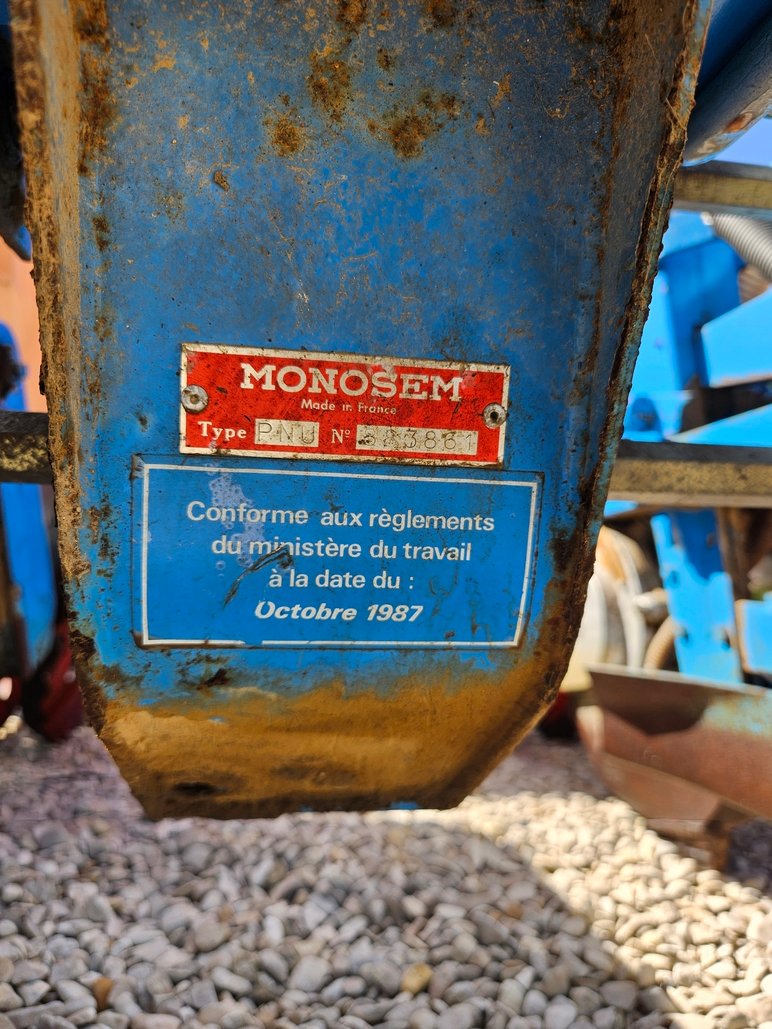 MONOSEM
Made in France
Type PNU N°
Conforme aux règlements
du ministère du travail
à la date du :
Octobre 1987